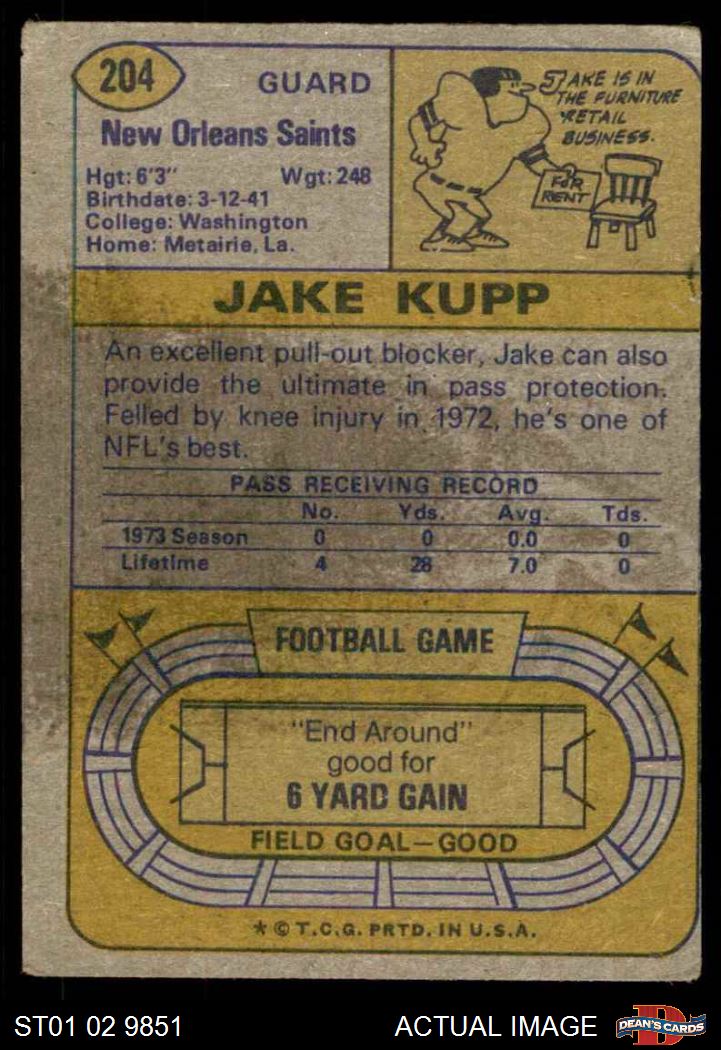 204
GUARD
New Orleans Saints
Hgt: 6'3" Wgt: 248
Birthdate: 3-12-41
College: Washington
Home: Metairie, La.
JAKE IS IN
THE FURNITURE
RETAIL
BUSINESS.
FOR
RENT
JAKE KUPP
An excellent pull-out blocker, Jake can also
provide the ultimate in pass protection.
Felled by knee injury in 1972, he's one of
NFL's best.
PASS RECEIVING RECORD
No. Yds. Avg. Tds.
1973 Season 0 0 0.0 0
Lifetime 4 28 7.0 0
FOOTBALL GAME
"End Around"
good for
6 YARD GAIN
FIELD GOAL—GOOD
* © T.C.G. PRTD. IN U.S.A.
ST01 02 9851 ACTUAL IMAGE
D
DEAN'S CARDS